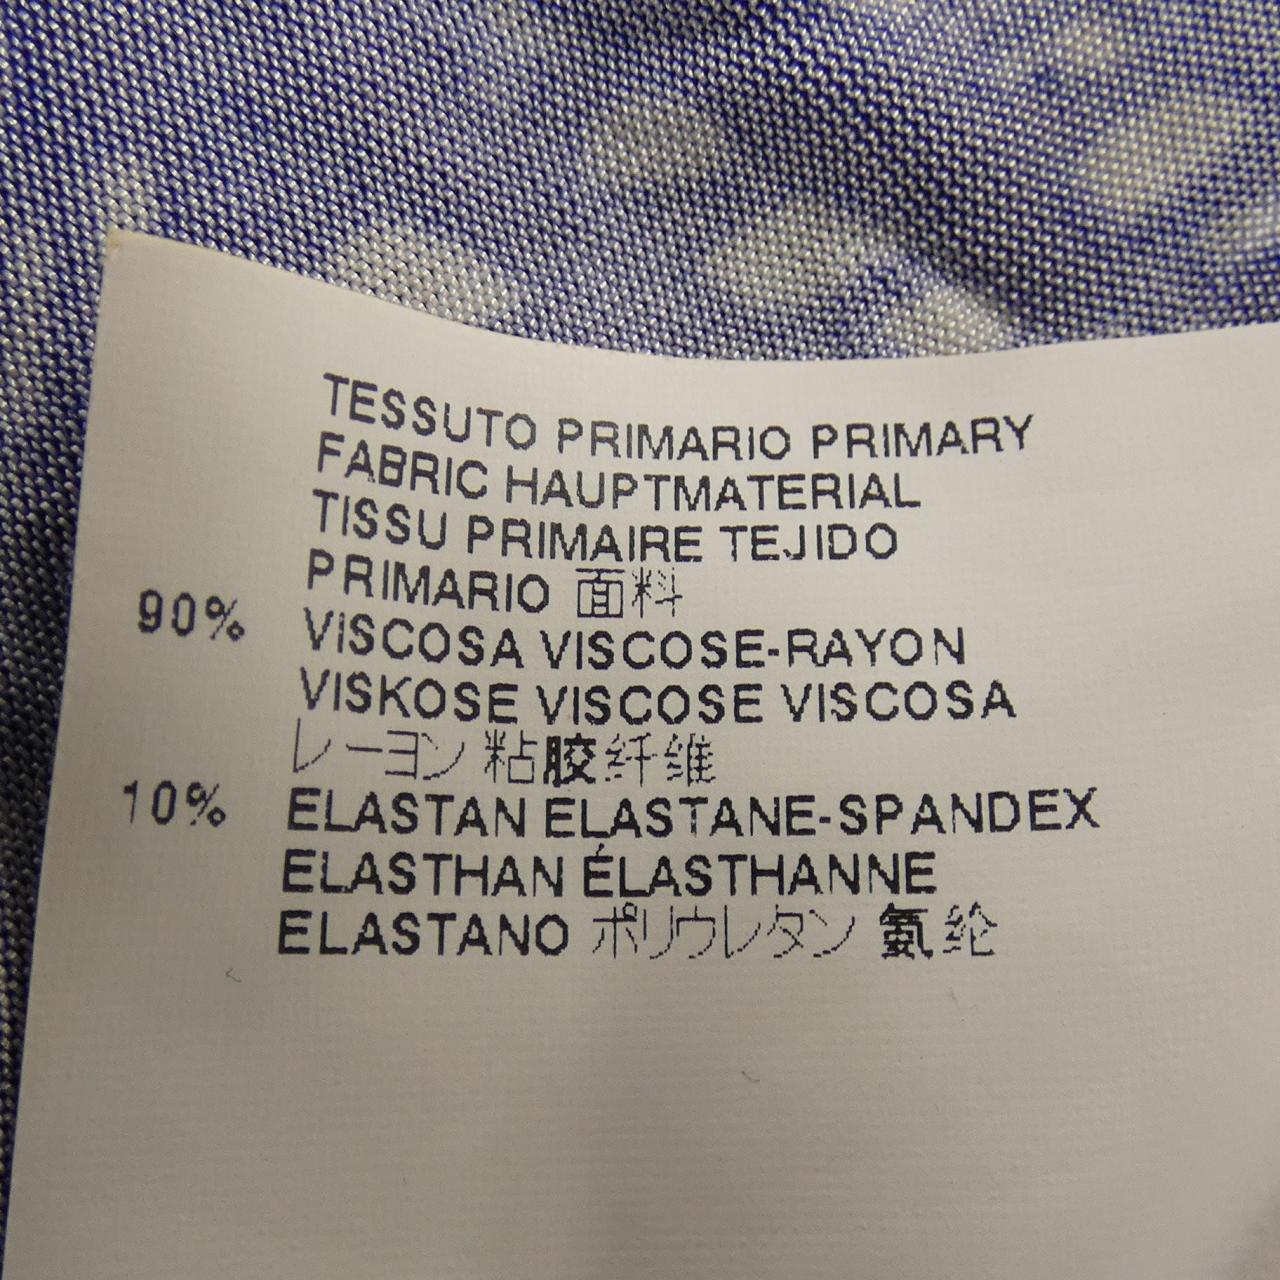 TESSUTO PRIMARIO PRIMARY
FABRIC HAUPTMATERIAL
TISSU PRIMAIRE TEJIDO
PRIMARIO 面料
90% VISCOSA VISCOSE-RAYON
VISKOSE VISCOSE VISCOSA
レーヨン 粘胶纤维
10% ELASTAN ELASTANE-SPANDEX
ELASTHAN ÉLASTHANNE
ELASTANO ポリウレタン 氨纶